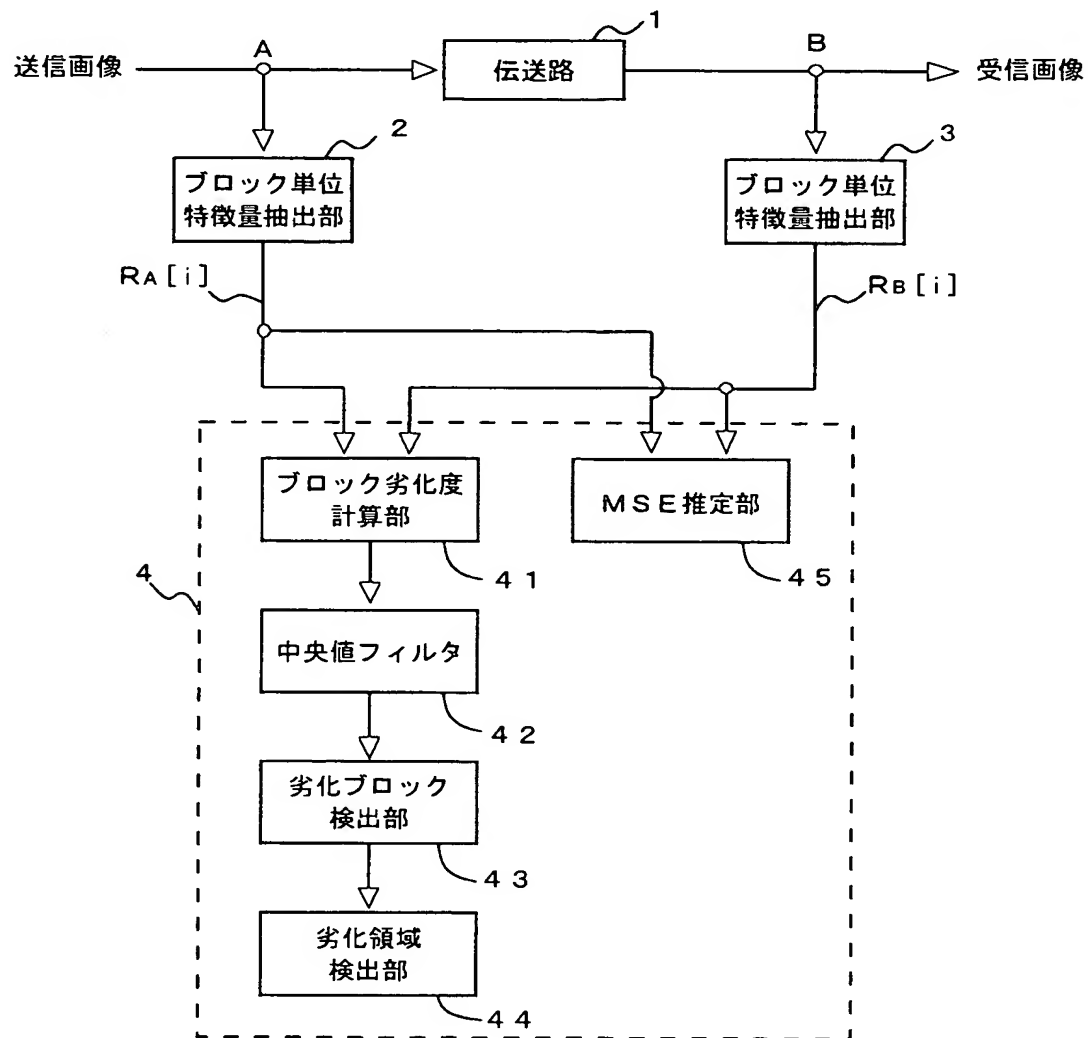 1
A
B
送信画像
伝送路
受信画像
2
3
ブロック単位
特徴量抽出部
ブロック単位
特徴量抽出部
RA[i]
RB[i]
ブロック劣化度
計算部
MSE推定部
41
45
4
中央値フィルタ
42
劣化ブロック
検出部
43
劣化領域
検出部
44